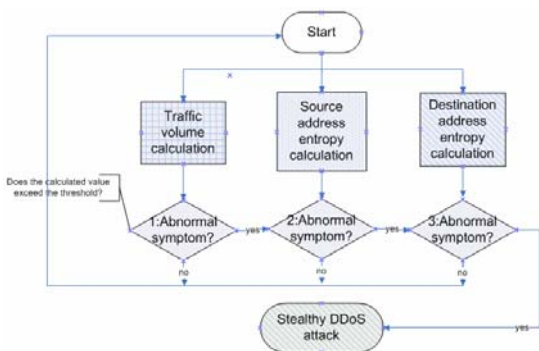 Start
x
Traffic
volume
calculation
Source
address
entropy
calculation
Destination
address
entropy
calculation
Does the calculated value
exceed the threshold?
1:Abnormal
symptom?
yes
2:Abnormal
symptom?
yes
3:Abnormal
symptom?
no
no
no
yes
Stealthy DDoS
attack